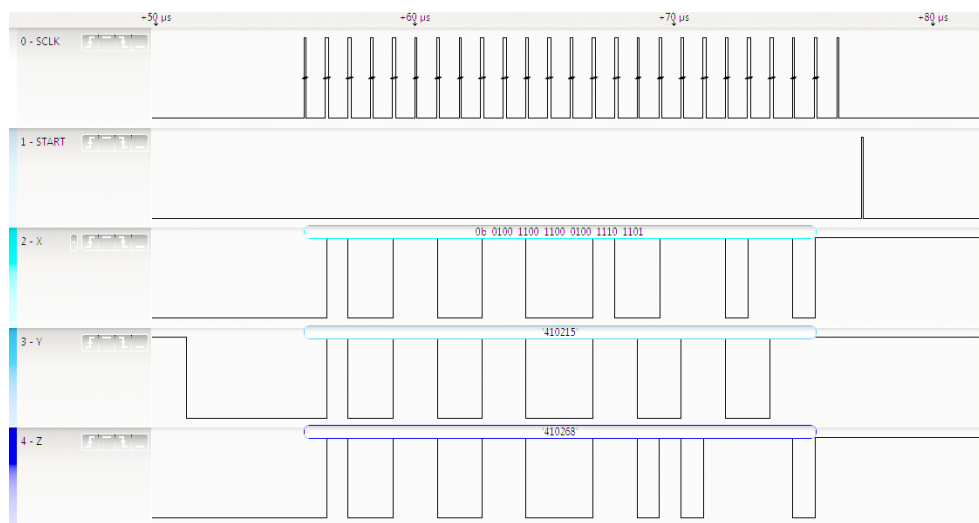 +50 µs +60 µs +70 µs +80 µs
0 - SCLK
1 - START
2 - X
0b 0100 1100 1100 0100 1110 1101
3 - Y
'410215'
4 - Z
'410268'